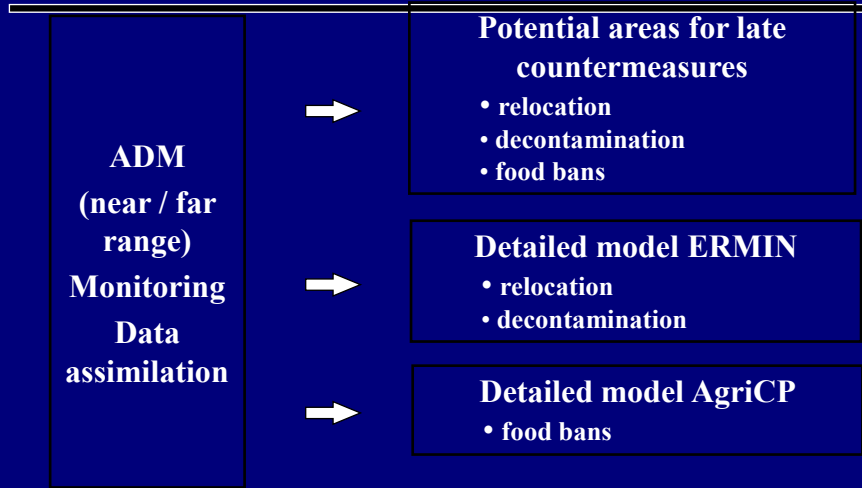 ADM
(near / far
range)
Monitoring
Data
assimilation
Potential areas for late
countermeasures
• relocation
• decontamination
• food bans
Detailed model ERMIN
• relocation
• decontamination
Detailed model AgriCP
• food bans